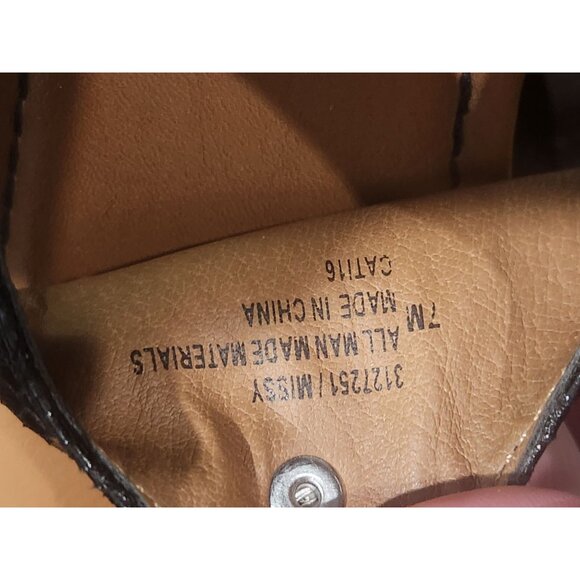 3127251/MISSY
ALL MAN MADE MATERIALS
7M MADE IN CHINA
CAT116